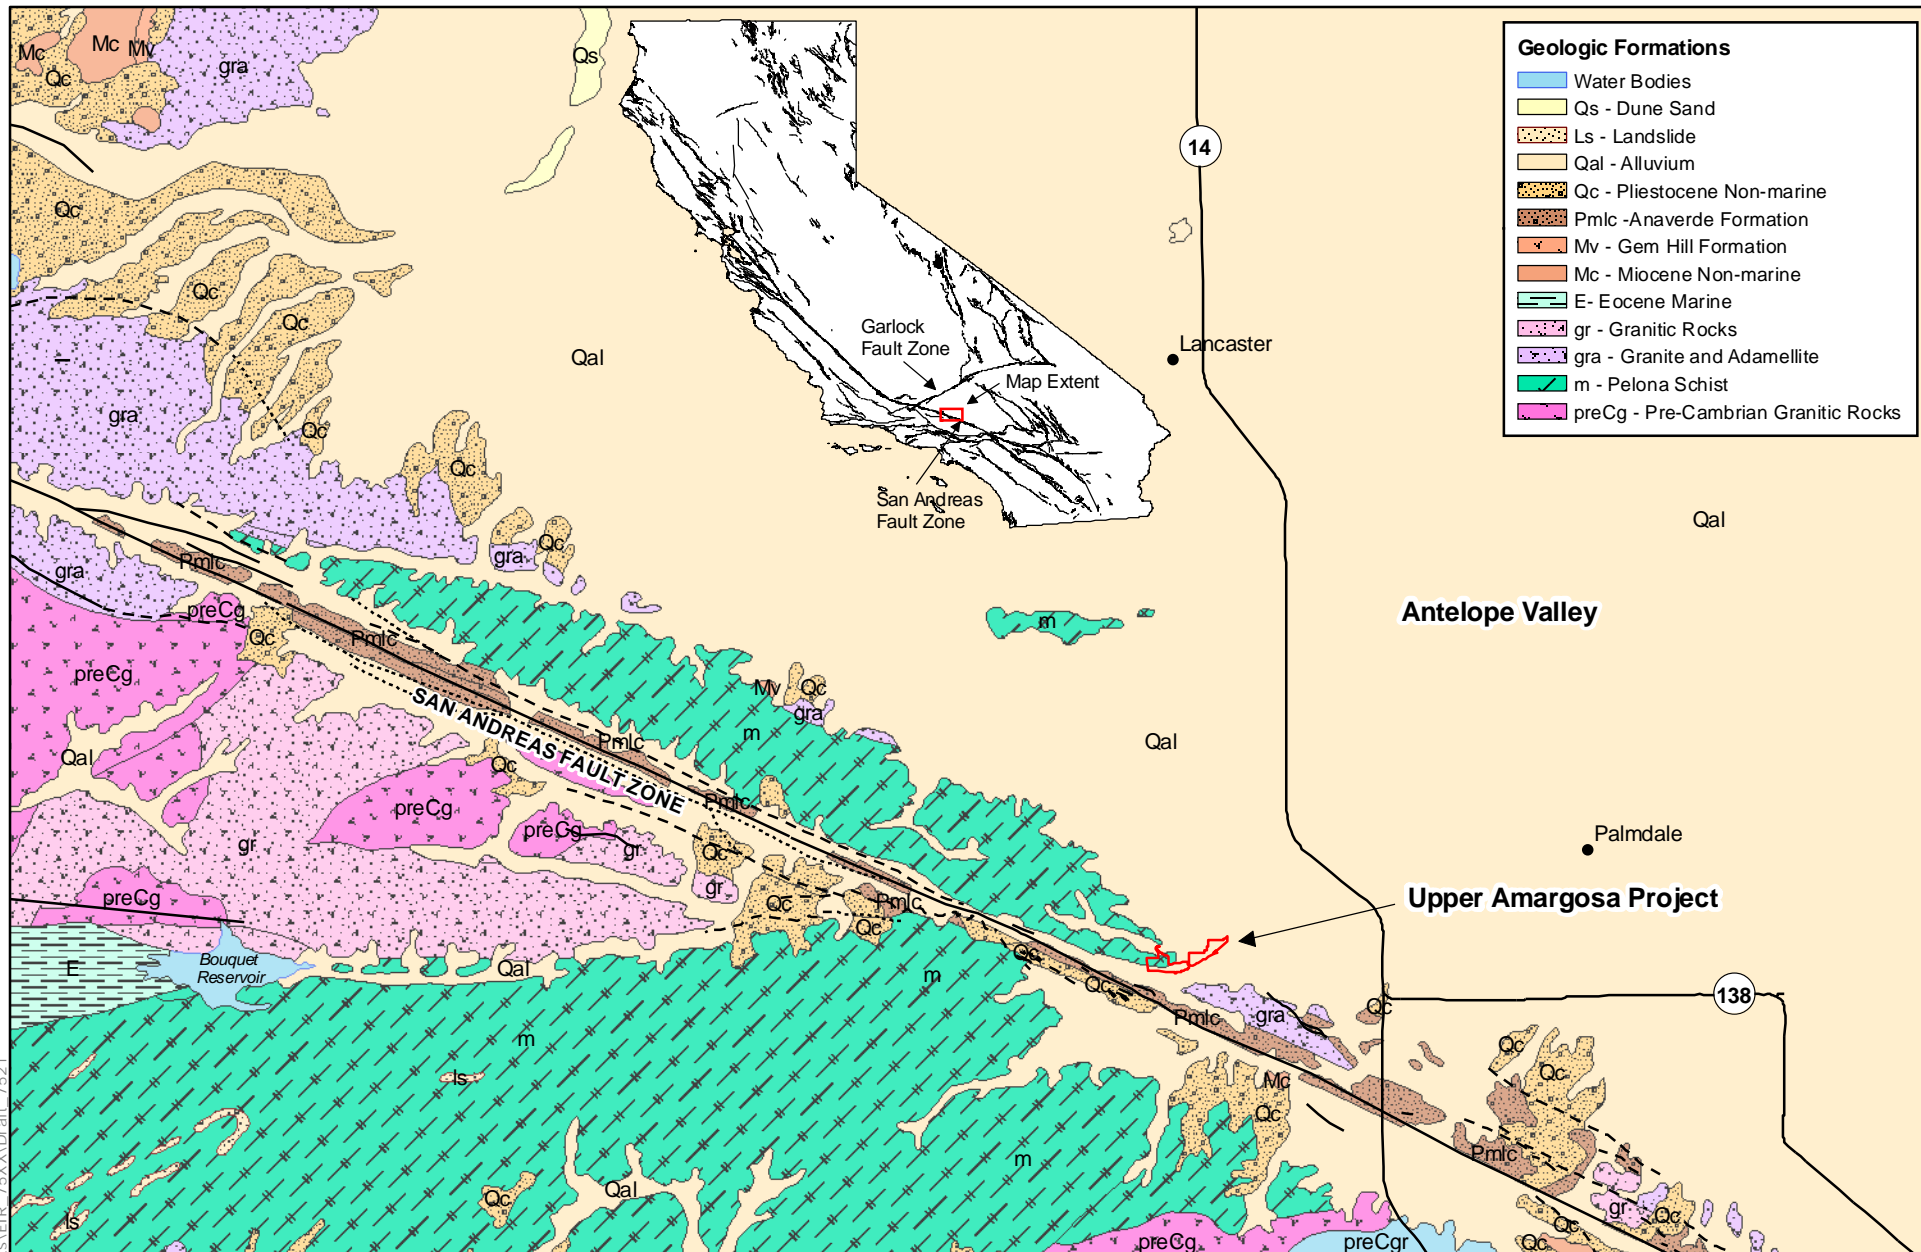 Mc
Mc
Mv
Qc
gra
Qs
14
Geologic Formations
Water Bodies
Qs - Dune Sand
Ls - Landslide
Qal - Alluvium
Qc - Pliestocene Non-marine
Pmlc -Anaverde Formation
Mv - Gem Hill Formation
Mc - Miocene Non-marine
E- Eocene Marine
gr - Granitic Rocks
gra - Granite and Adamellite
m - Pelona Schist
preCg - Pre-Cambrian Granitic Rocks
Qc
Qc
Qc
Qal
Garlock
Fault Zone
Map Extent
Lancaster
gra
Qc
Qc
San Andreas
Fault Zone
Qal
gra
Pmlc
gra
Qc
preCg
Qc
Pmlc
m
Antelope Valley
preCg
Mv
Qc
gra
SAN ANDREAS FAULT ZONE
m
Pmlc
Qal
Qal
Qc
preCg
Pmlc
preCg
gr
gr
Qc
Palmdale
preCg
gr
Qc
Pmlc
Qc
Upper Amargosa Project
E
Bouquet
Reservoir
Qal
m
Qc
Qc
138
Pmlc
gra
Qc
m
ls
Mc
Qc
Qc
Qc
m
Pmlc
Qal
Qc
ls
gr
Qc
Qc
preCg
preCgr
Qc